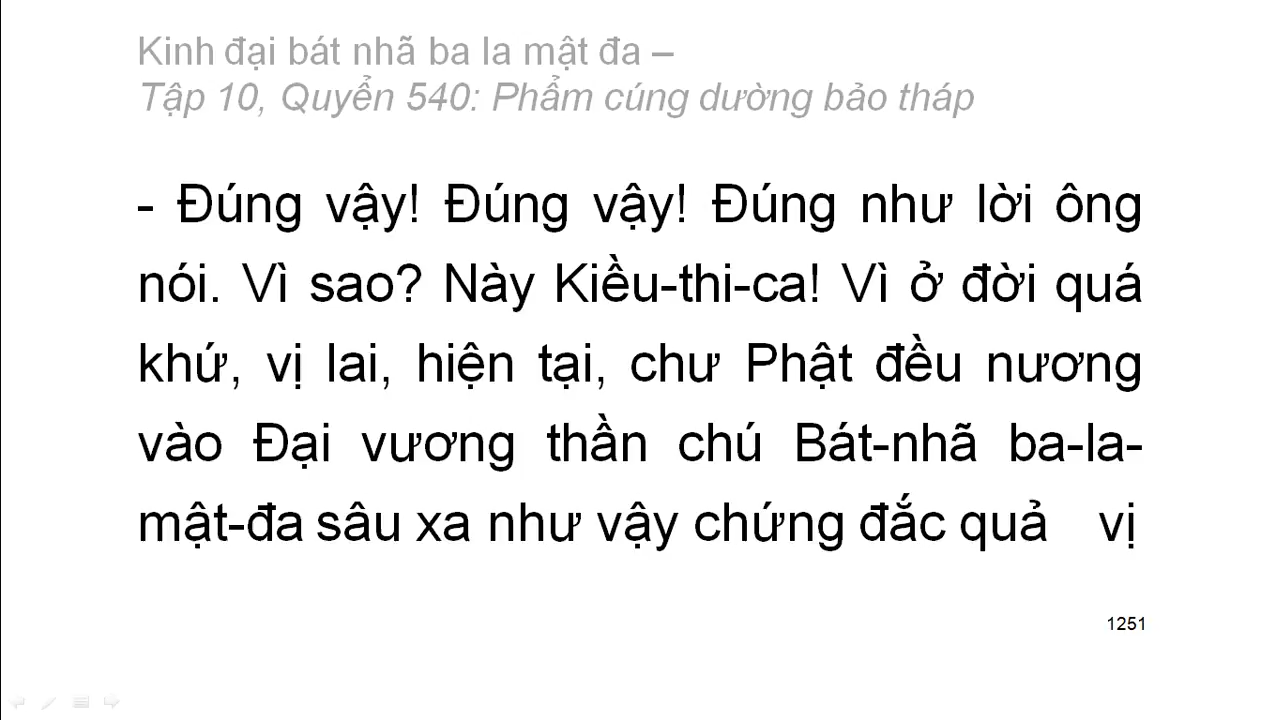 Kinh đại bát nhã ba la mật đa –
Tập 10, Quyển 540: Phẩm cúng dường bảo tháp
- Đúng vậy! Đúng vậy! Đúng như lời ông
nói. Vì sao? Này Kiều-thi-ca! Vì ở đời quá
khứ, vị lai, hiện tại, chư Phật đều nương
vào Đại vương thần chú Bát-nhã ba-la-
mật-đa sâu xa như vậy chứng đắc quả vị
1251